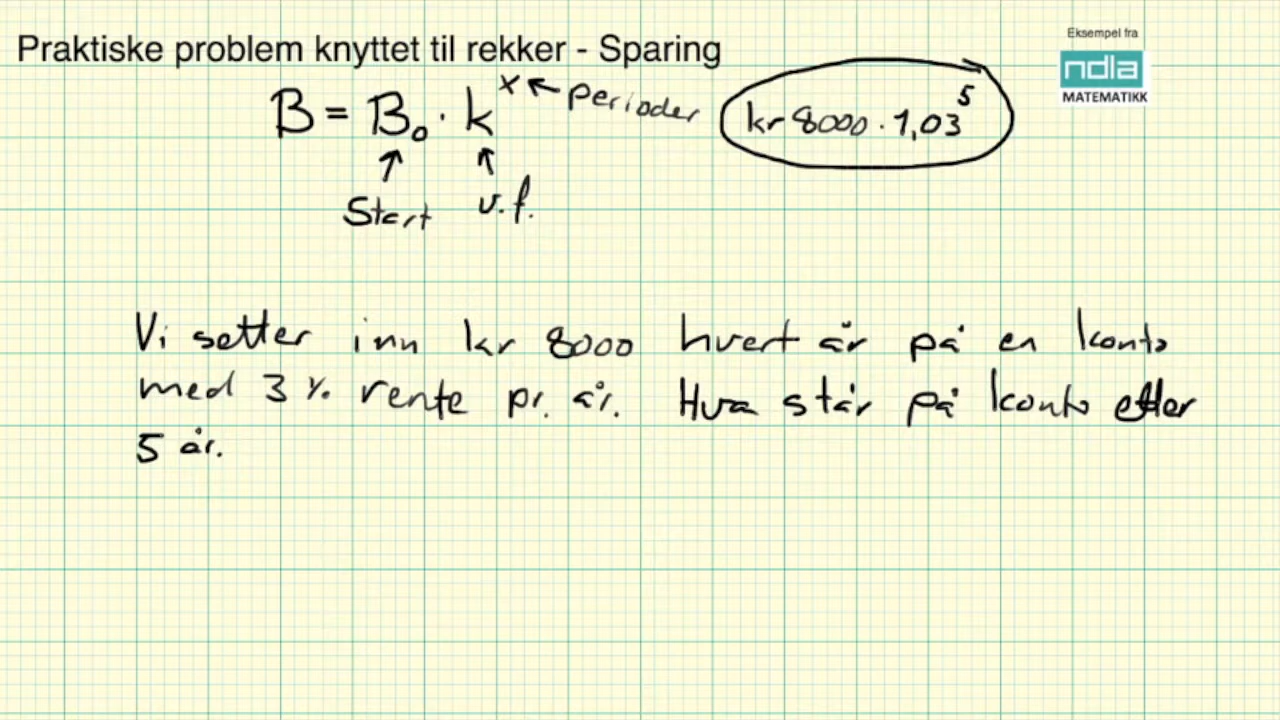 Praktiske problem knyttet til rekker - Sparing
Eksempel fra
ndla
MATEMATIKK
B = B₀ · kˣ ← perioder
kr 8000 · 1,03⁵
Start
v.f.
Vi setter inn kr 8000 hvert år på en konto
med 3 % rente pr. år. Hva står på konto etter
5 år.